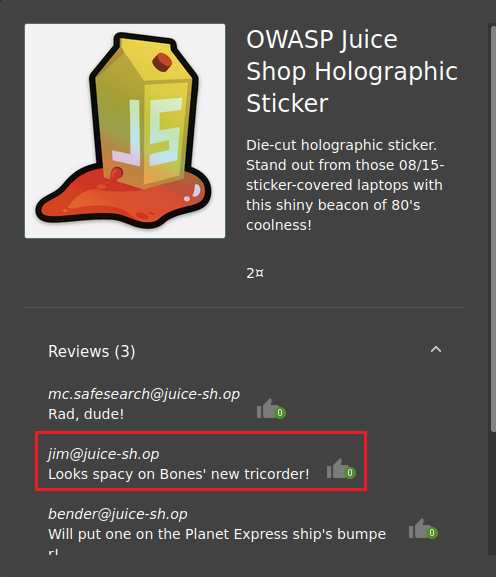 JS
OWASP Juice
Shop Holographic
Sticker
Die-cut holographic sticker.
Stand out from those 08/15-
sticker-covered laptops with
this shiny beacon of 80's
coolness!
2¤
Reviews (3)
mc.safesearch@juice-sh.op
Rad, dude!
0
jim@juice-sh.op
Looks spacy on Bones' new tricorder!
0
bender@juice-sh.op
Will put one on the Planet Express ship's bumpe
r!
0